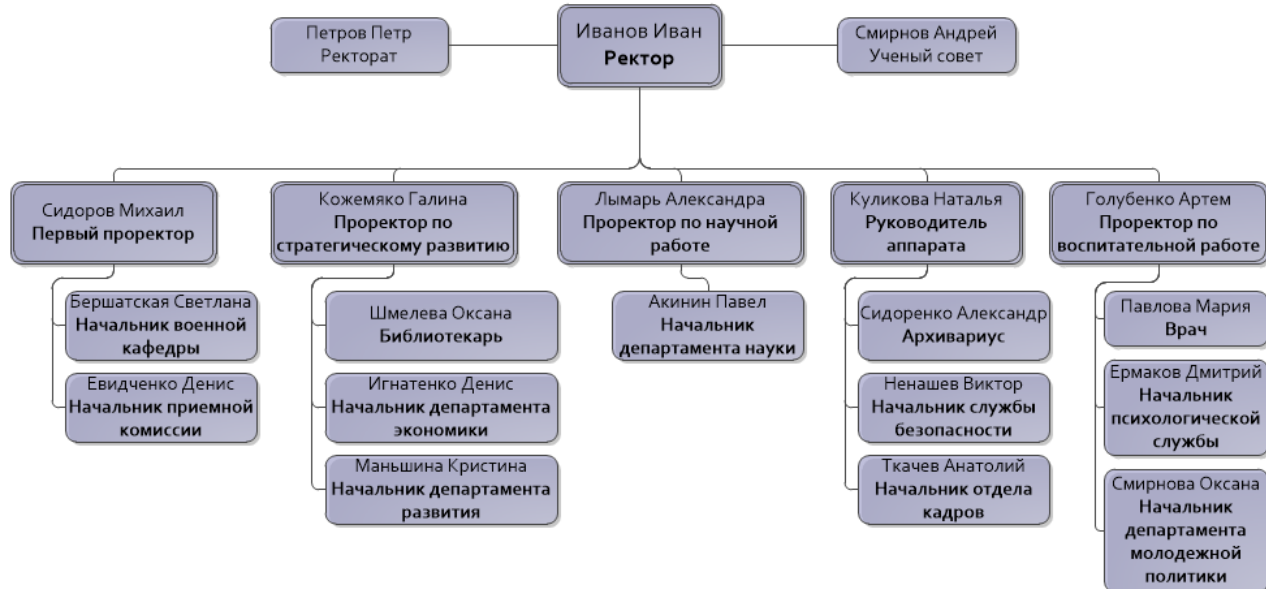 Петров Петр
Ректорат
Иванов Иван
Ректор
Смирнов Андрей
Ученый совет
Сидоров Михаил
Первый проректор
Кожемяко Галина
Проректор по
стратегическому развитию
Лымарь Александра
Проректор по научной
работе
Куликова Наталья
Руководитель
аппарата
Голубенко Артем
Проректор по
воспитательной работе
Бершатская Светлана
Начальник военной
кафедры
Евидченко Денис
Начальник приемной
комиссии
Шмелева Оксана
Библиотекарь
Игнатенко Денис
Начальник департамента
экономики
Маньшина Кристина
Начальник департамента
развития
Акинин Павел
Начальник
департамента науки
Сидоренко Александр
Архивариус
Ненашев Виктор
Начальник службы
безопасности
Ткачев Анатолий
Начальник отдела
кадров
Павлова Мария
Врач
Ермаков Дмитрий
Начальник
психологической
службы
Смирнова Оксана
Начальник
департамента
молодежной
политики